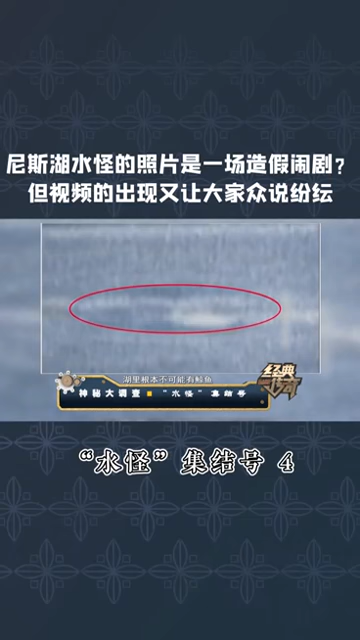 尼斯湖水怪的照片是一场造假闹剧？
但视频的出现又让大家众说纷纭
经典
传奇
湖里根本不可能有鲸鱼
神秘大调查 "水怪"集结号
"水怪"集结号 4